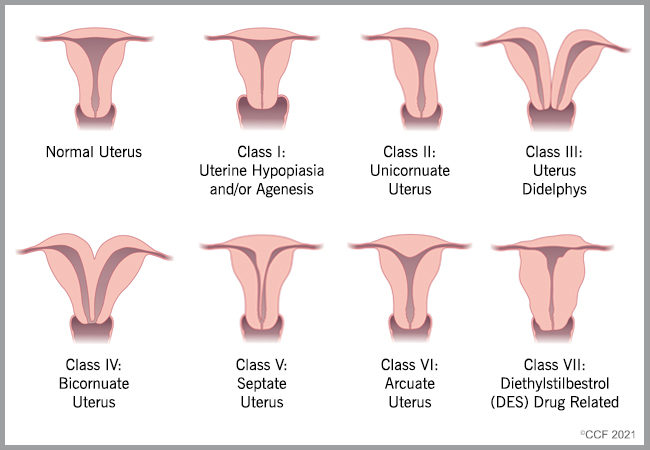 Normal Uterus
Class I:
Uterine Hypopiasia
and/or Agenesis
Class II:
Unicornuate
Uterus
Class III:
Uterus
Didelphys
Class IV:
Bicornuate
Uterus
Class V:
Septate
Uterus
Class VI:
Arcuate
Uterus
Class VII:
Diethylstilbestrol
(DES) Drug Related
©CCF 2021